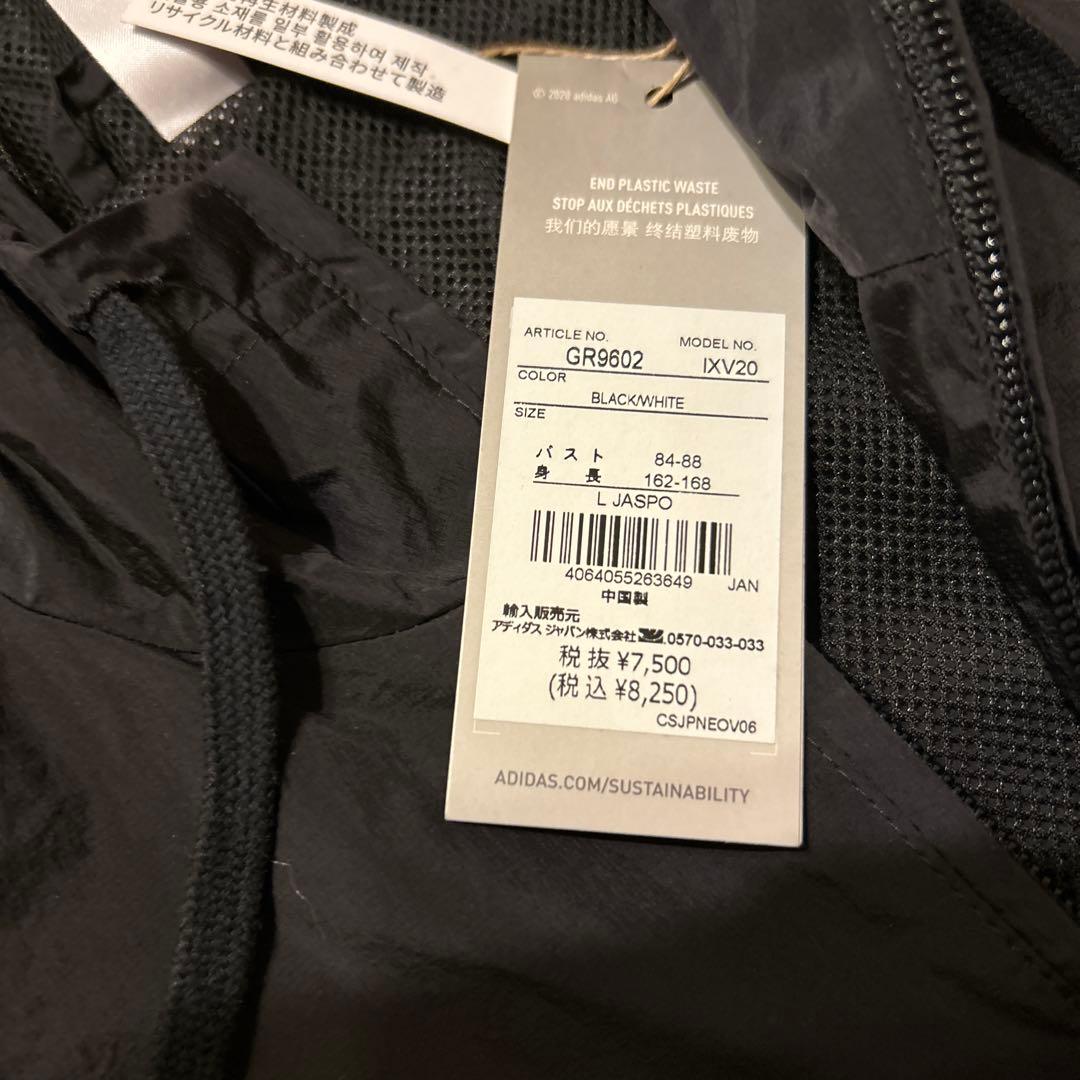 再生材料製成
용 소재를 일부 활용하여 제작.
リサイクル材料と組み合わせて製造
© 2020 adidas AG
END PLASTIC WASTE
STOP AUX DÉCHETS PLASTIQUES
我们的愿景 终结塑料废物
ARTICLE NO. MODEL NO.
GR9602 IXV20
COLOR
BLACK/WHITE
SIZE
バスト 84-88
身長 162-168
L JASPO
4064055263649 JAN
中国製
輸入販売元
アディダス ジャパン株式会社 0570-033-033
税抜 ¥7,500
(税込 ¥8,250)
CSJPNEOV06
ADIDAS.COM/SUSTAINABILITY